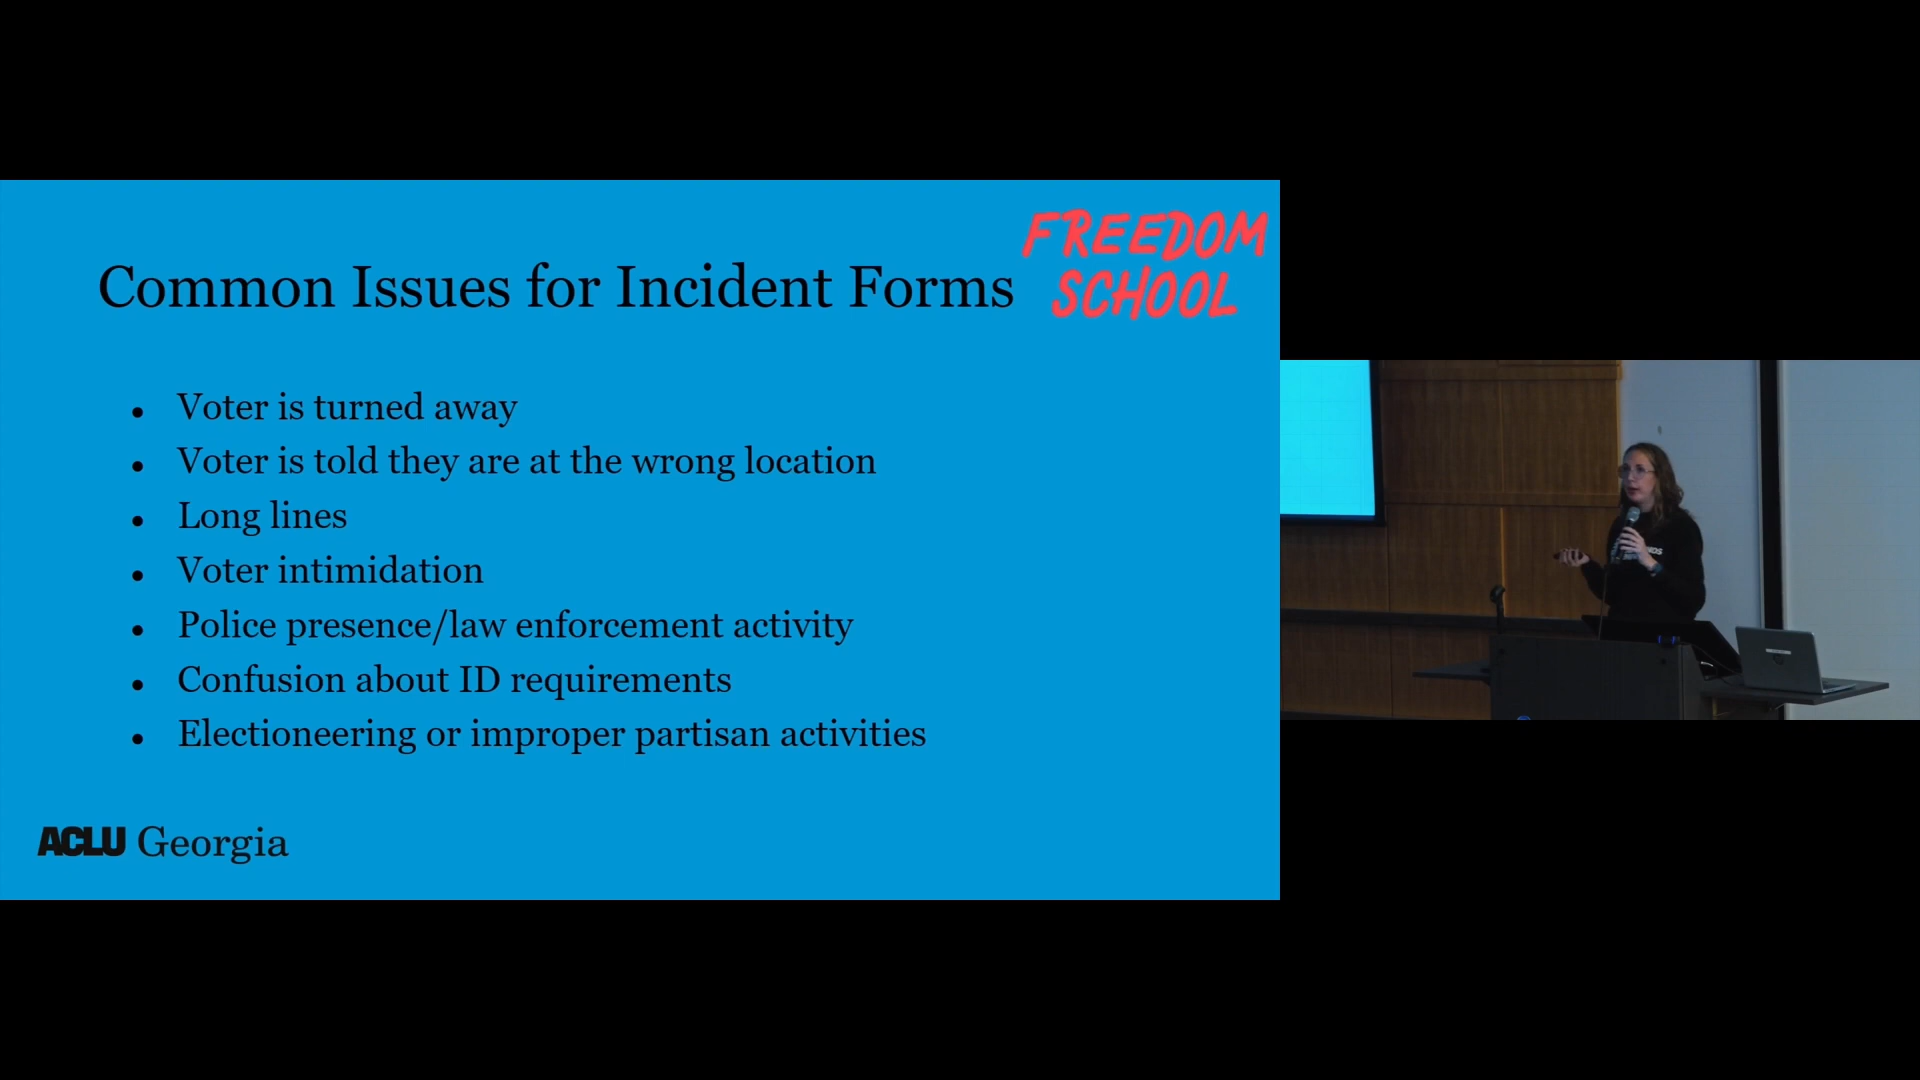 FREEDOM
SCHOOL
Common Issues for Incident Forms
• Voter is turned away
• Voter is told they are at the wrong location
• Long lines
• Voter intimidation
• Police presence/law enforcement activity
• Confusion about ID requirements
• Electioneering or improper partisan activities
ACLU Georgia